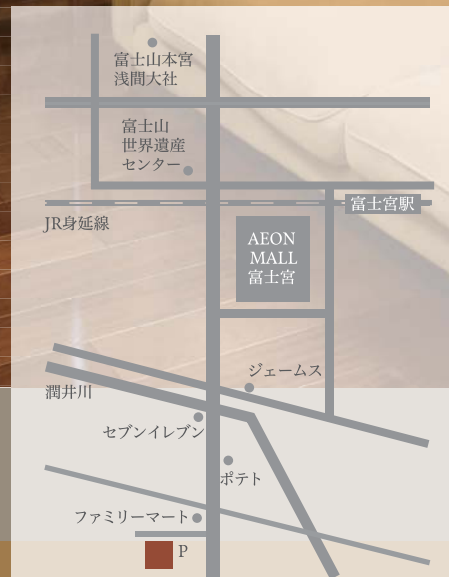 富士山本宮
浅間大社
富士山
世界遺産
センター
富士宮駅
JR身延線
AEON
MALL
富士宮
ジェームス
潤井川
セブンイレブン
ポテト
ファミリーマート
P